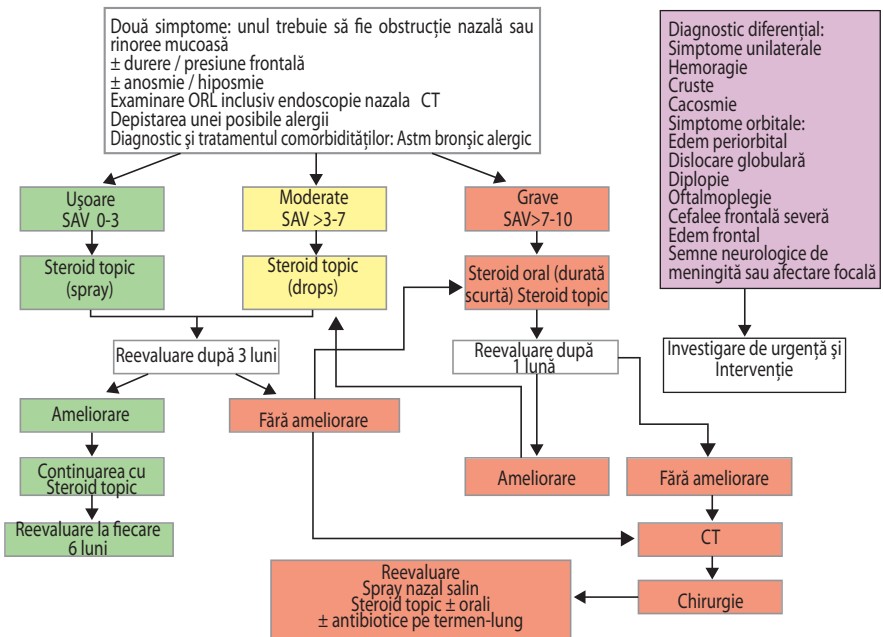 Două simptome: unul trebuie să fie obstrucție nazală sau
rinoree mucoasă
± durere / presiune frontală
± anosmie / hiposmie
Examinare ORL inclusiv endoscopie nazala CT
Depistarea unei posibile alergii
Diagnostic și tratamentul comorbidităților: Astm bronșic alergic
Diagnostic diferențial:
Simptome unilaterale
Hemoragie
Cruste
Cacosmie
Simptome orbitale:
Edem periorbital
Dislocare globulară
Diplopie
Oftalmoplegie
Cefalee frontală severă
Edem frontal
Semne neurologice de
meningită sau afectare focală
Ușoare
SAV 0-3
Moderate
SAV >3-7
Grave
SAV>7-10
Steroid topic
(spray)
Steroid topic
(drops)
Steroid oral (durată
scurtă) Steroid topic
Reevaluare după 3 luni
Reevaluare după
1 lună
Investigare de urgență și
Intervenție
Ameliorare
Fără ameliorare
Continuarea cu
Steroid topic
Ameliorare
Fără ameliorare
Reevaluare la fiecare
6 luni
CT
Reevaluare
Spray nazal salin
Steroid topic ± orali
± antibiotice pe termen-lung
Chirurgie